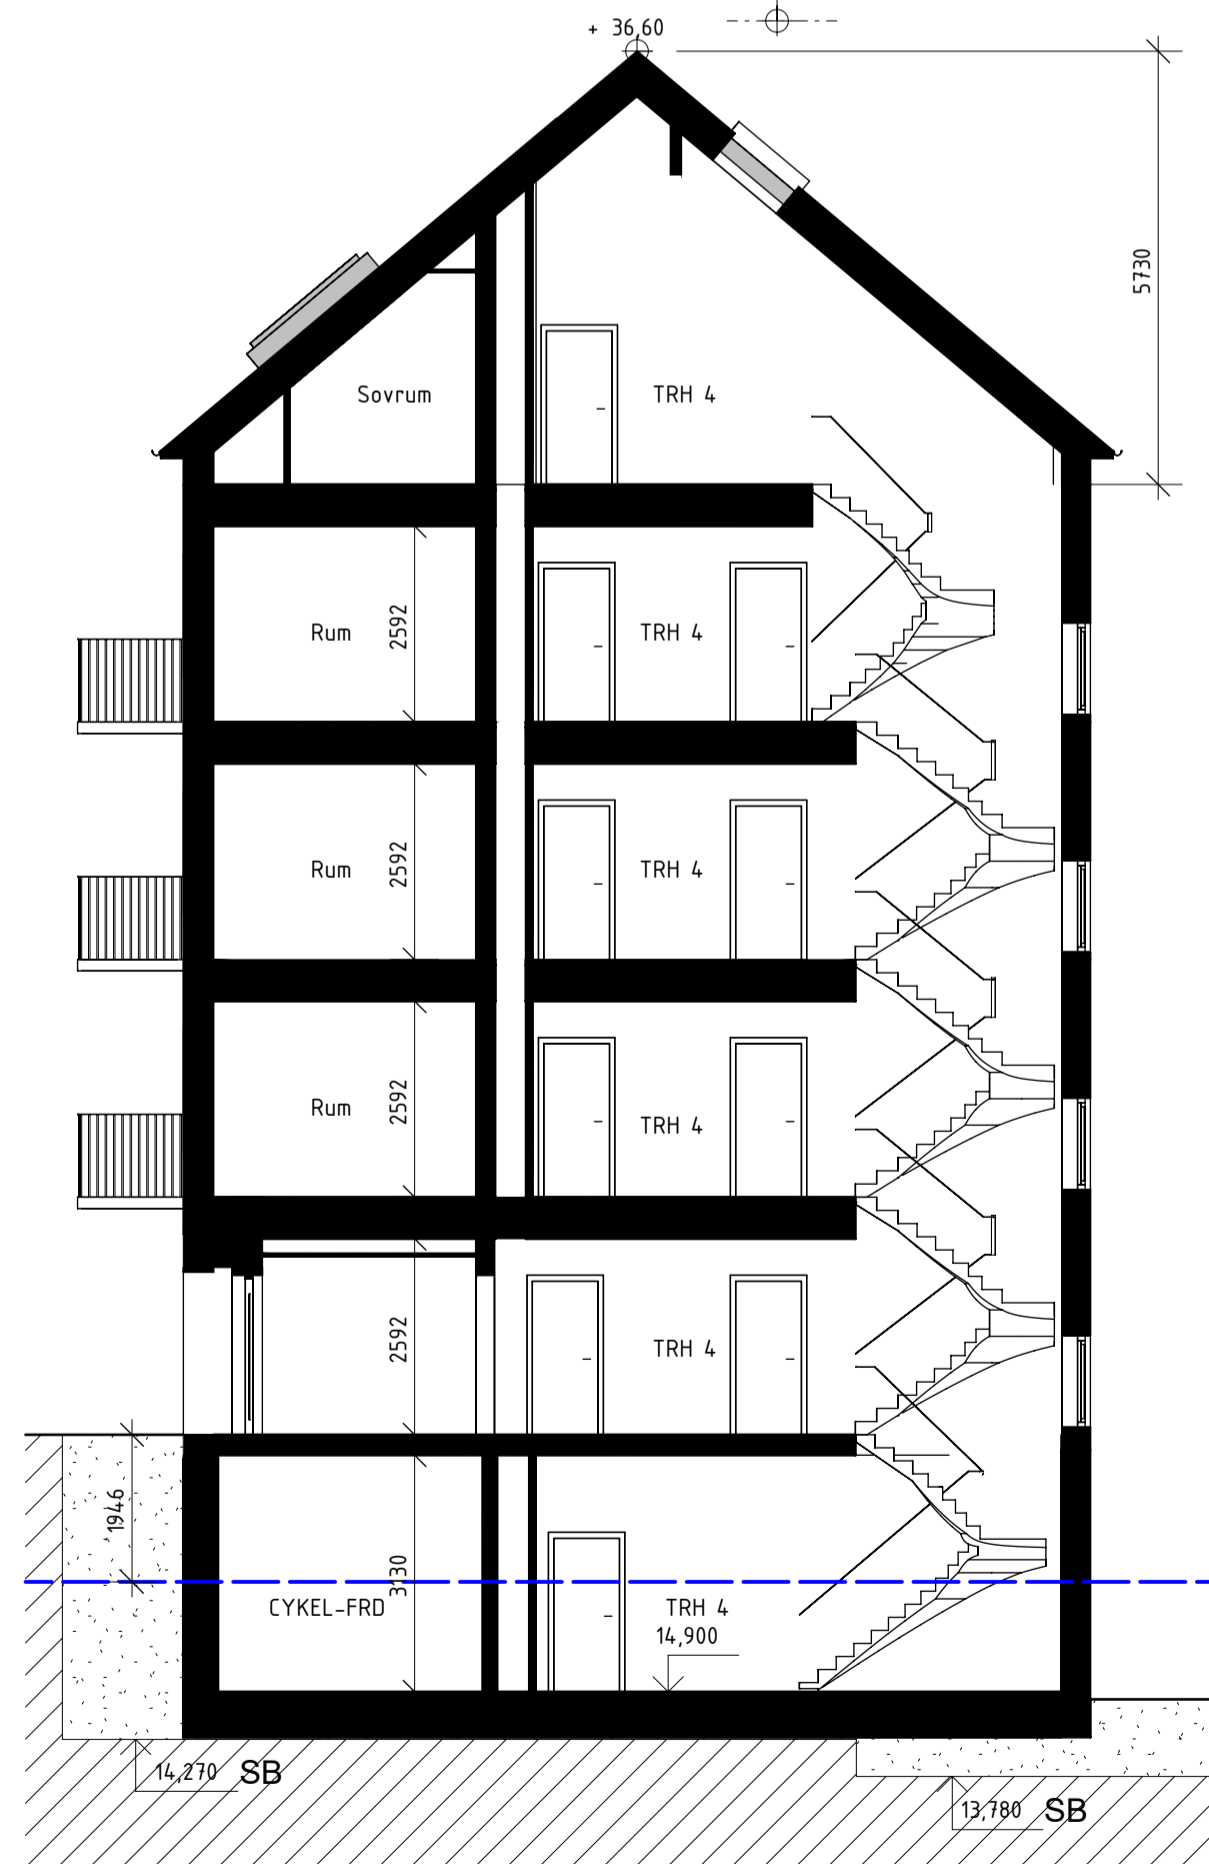 + 36,60
5730
Sovrum
TRH 4
Rum
2592
TRH 4
Rum
2592
TRH 4
Rum
2592
TRH 4
2592
TRH 4
1946
3130
CYKEL-FRD
TRH 4
14,900
14,270 SB
13,780 SB